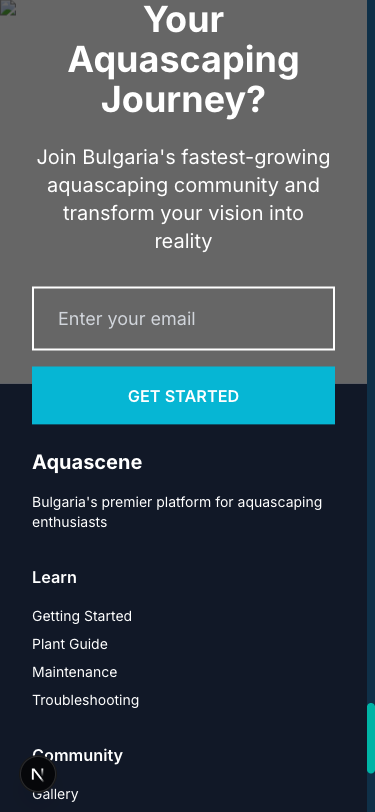 Your
Aquascaping
Journey?
Join Bulgaria's fastest-growing
aquascaping community and
transform your vision into
reality
Enter your email
GET STARTED
Aquascene
Bulgaria's premier platform for aquascaping
enthusiasts
Learn
Getting Started
Plant Guide
Maintenance
Troubleshooting
Community
N
Gallery